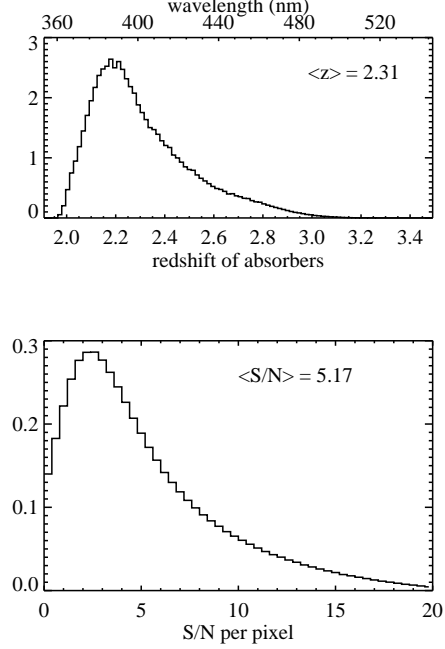 wavelength (nm)
360 400 440 480 520
3
2
1
0
<z> = 2.31
2.0 2.2 2.4 2.6 2.8 3.0 3.2 3.4
redshift of absorbers
0.3
0.2
0.1
0.0
<S/N> = 5.17
0 5 10 15 20
S/N per pixel